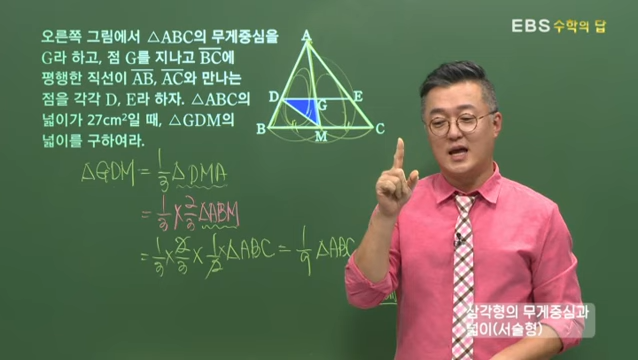 EBS 수학의 답
오른쪽 그림에서 △ABC의 무게중심을
G라 하고, 점 G를 지나고 BC에
평행한 직선이 AB, AC와 만나는
점을 각각 D, E라 하자. △ABC의
넓이가 27cm²일 때, △GDM의
넓이를 구하여라.
A
D G E
B M C
△GDM = 1/3 △DMA
= 1/3 × 2/3 △ABM
= 1/3 × 2/3 × 1/2 × △ABC = 1/9 △ABC
삼각형의 무게중심과
넓이(서술형)